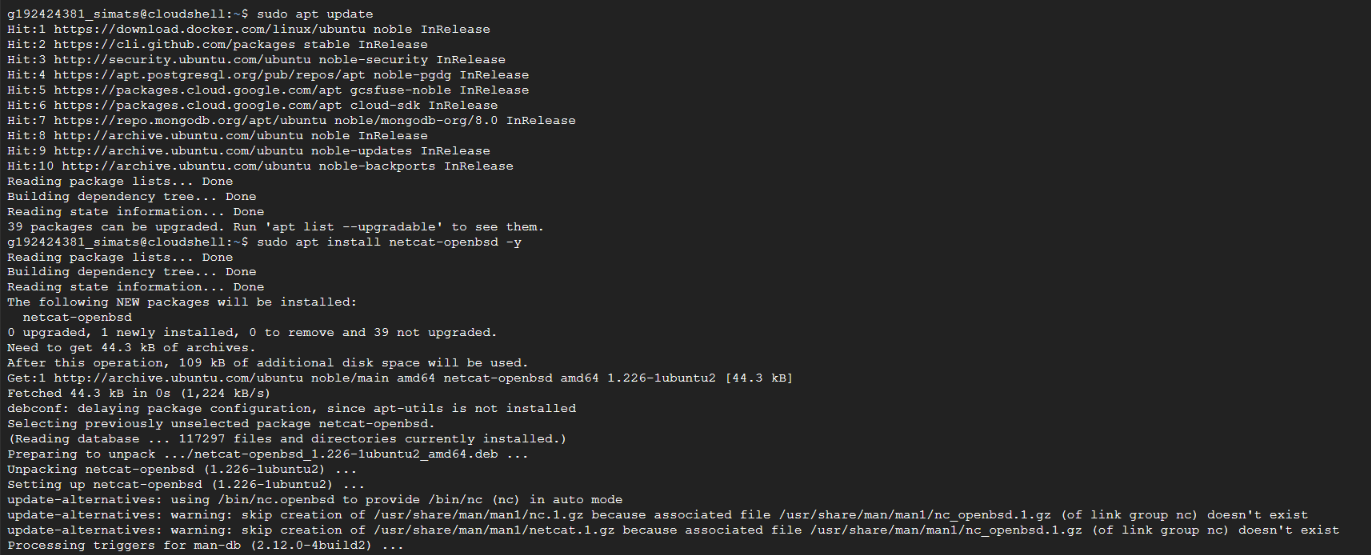 g192424381_simats@cloudshell:~$ sudo apt update
Hit:1 https://download.docker.com/linux/ubuntu noble InRelease
Hit:2 https://cli.github.com/packages stable InRelease
Hit:3 http://security.ubuntu.com/ubuntu noble-security InRelease
Hit:4 https://apt.postgresql.org/pub/repos/apt noble-pgdg InRelease
Hit:5 https://packages.cloud.google.com/apt gcsfuse-noble InRelease
Hit:6 https://packages.cloud.google.com/apt cloud-sdk InRelease
Hit:7 https://repo.mongodb.org/apt/ubuntu noble/mongodb-org/8.0 InRelease
Hit:8 http://archive.ubuntu.com/ubuntu noble InRelease
Hit:9 http://archive.ubuntu.com/ubuntu noble-updates InRelease
Hit:10 http://archive.ubuntu.com/ubuntu noble-backports InRelease
Reading package lists... Done
Building dependency tree... Done
Reading state information... Done
39 packages can be upgraded. Run 'apt list --upgradable' to see them.
g192424381_simats@cloudshell:~$ sudo apt install netcat-openbsd -y
Reading package lists... Done
Building dependency tree... Done
Reading state information... Done
The following NEW packages will be installed:
  netcat-openbsd
0 upgraded, 1 newly installed, 0 to remove and 39 not upgraded.
Need to get 44.3 kB of archives.
After this operation, 109 kB of additional disk space will be used.
Get:1 http://archive.ubuntu.com/ubuntu noble/main amd64 netcat-openbsd amd64 1.226-1ubuntu2 [44.3 kB]
Fetched 44.3 kB in 0s (1,224 kB/s)
debconf: delaying package configuration, since apt-utils is not installed
Selecting previously unselected package netcat-openbsd.
(Reading database ... 117297 files and directories currently installed.)
Preparing to unpack .../netcat-openbsd_1.226-1ubuntu2_amd64.deb ...
Unpacking netcat-openbsd (1.226-1ubuntu2) ...
Setting up netcat-openbsd (1.226-1ubuntu2) ...
update-alternatives: using /bin/nc.openbsd to provide /bin/nc (nc) in auto mode
update-alternatives: warning: skip creation of /usr/share/man/man1/nc.1.gz because associated file /usr/share/man/man1/nc_openbsd.1.gz (of link group nc) doesn't exist
update-alternatives: warning: skip creation of /usr/share/man/man1/netcat.1.gz because associated file /usr/share/man/man1/nc_openbsd.1.gz (of link group nc) doesn't exist
Processing triggers for man-db (2.12.0-4build2) ...